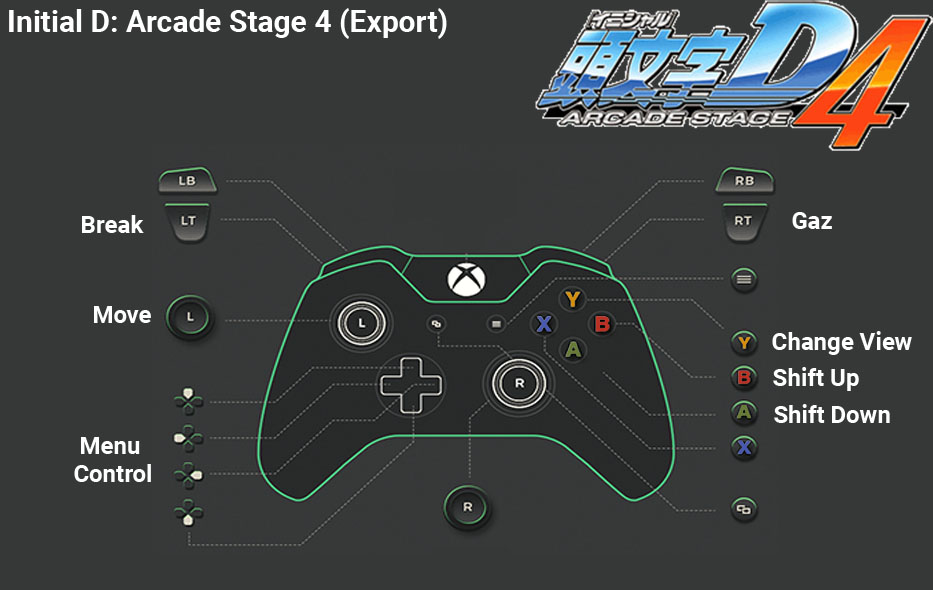 Initial D: Arcade Stage 4 (Export)
イニシャル
頭文字D4
ARCADE STAGE
LB
RB
Break
LT
RT
Gaz
Move
L
L
Y
X
B
A
Y
Change View
R
B
Shift Up
A
Shift Down
Menu
Control
X
R